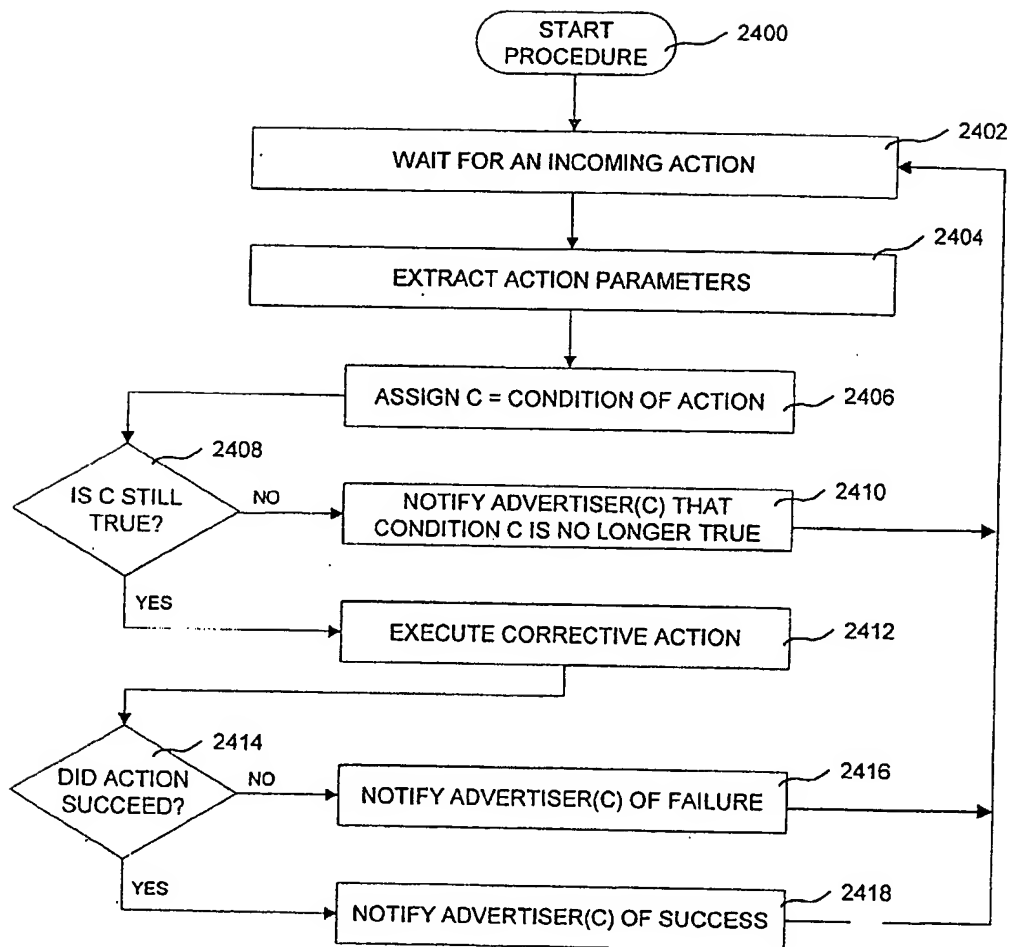 START
PROCEDURE
2400
2402
WAIT FOR AN INCOMING ACTION
2404
EXTRACT ACTION PARAMETERS
ASSIGN C = CONDITION OF ACTION
2406
2408
IS C STILL
TRUE?
NO
NOTIFY ADVERTISER(C) THAT
CONDITION C IS NO LONGER TRUE
2410
YES
EXECUTE CORRECTIVE ACTION
2412
2414
DID ACTION
SUCCEED?
NO
NOTIFY ADVERTISER(C) OF FAILURE
2416
YES
NOTIFY ADVERTISER(C) OF SUCCESS
2418